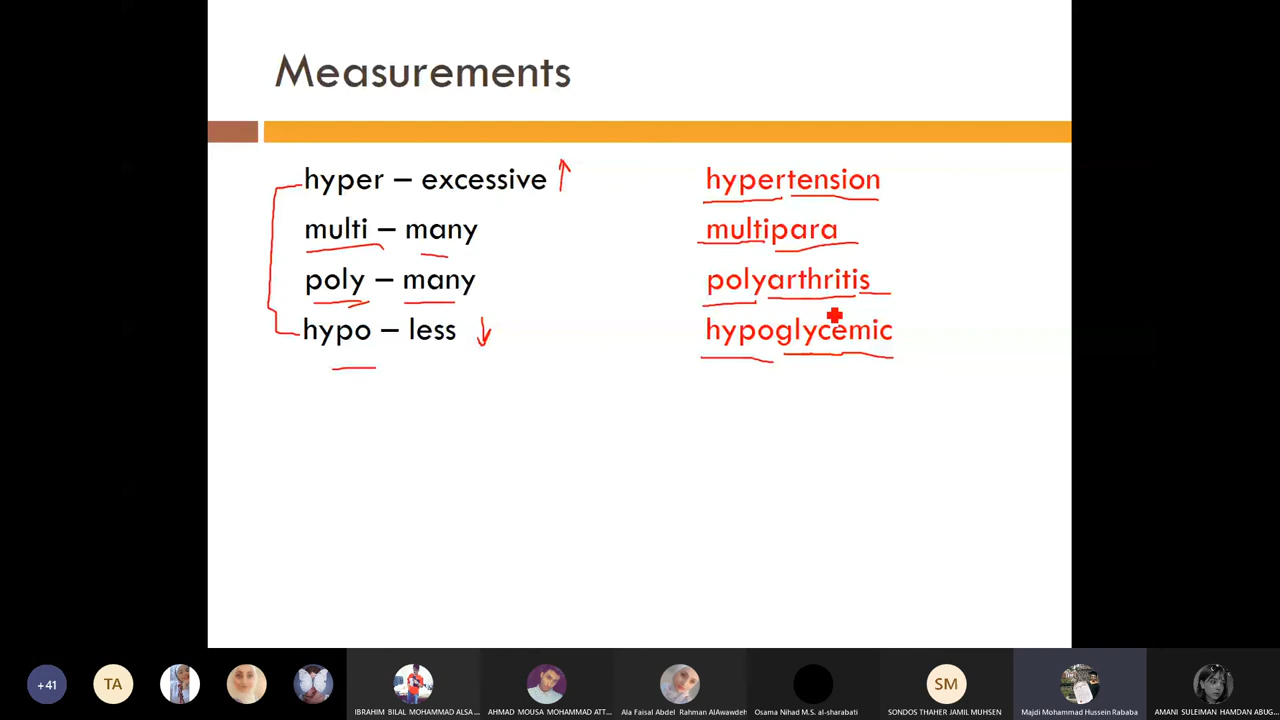 Measurements
hyper – excessive hypertension
multi – many multipara
poly – many polyarthritis
hypo – less hypoglycemic
+41 TA SM
IBRAHIM BILAL MOHAMMAD ALSA... AHMAD MOUSA MOHAMMAD ATT... Ala Faisal Abdel Rahman AlAwawdeh Osama Nihad M.S. al-sharabati SONDOS THAHER JAMIL MUHSEN Majdi Mohammad Hussein Rababa AMANI SULEIMAN HAMDAN ABUG...